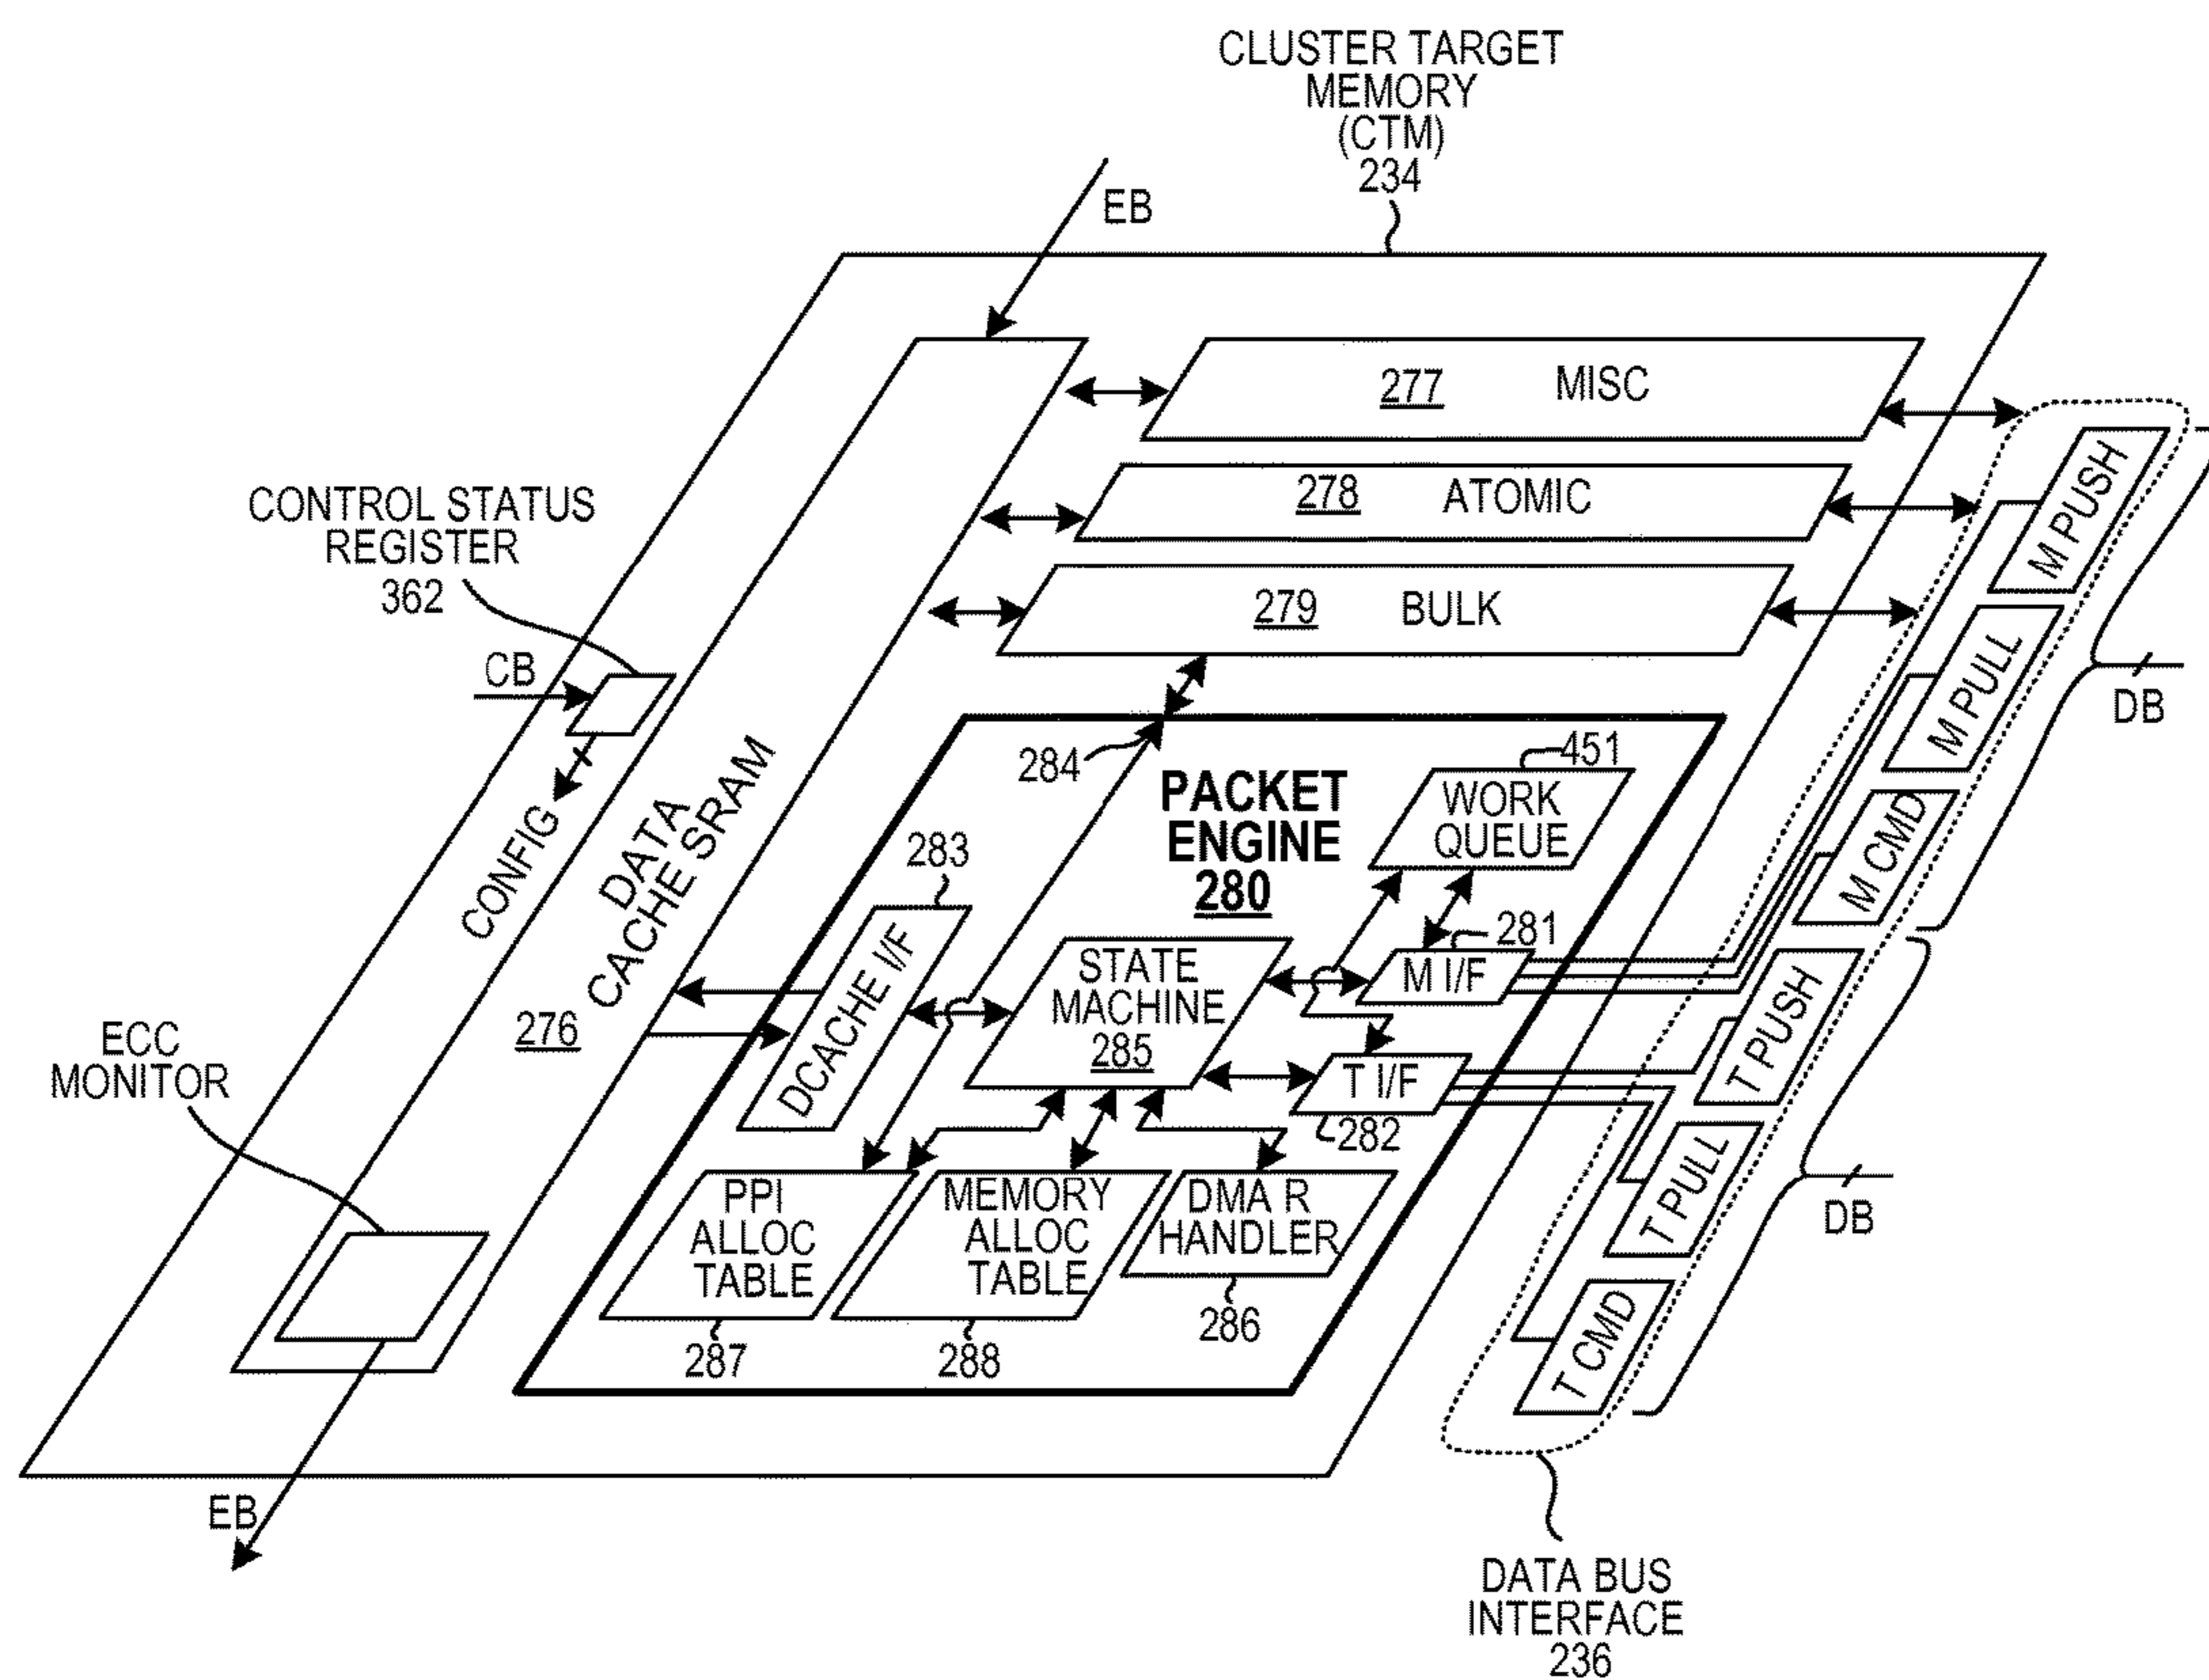 CLUSTER TARGET
MEMORY
(CTM)
234
EB
277 MISC
278 ATOMIC
279 BULK
CONTROL STATUS
REGISTER
362
CB
CONFIG
DATA
CACHE SRAM
276
ECC
MONITOR
EB
284
PACKET
ENGINE
280
451
WORK
QUEUE
283
DCACHE I/F
STATE
MACHINE
285
281
M I/F
T I/F
282
PPI
ALLOC
TABLE
287
MEMORY
ALLOC
TABLE
288
DMA R
HANDLER
286
M PUSH
M PULL
M CMD
DB
T PUSH
T PULL
T CMD
DB
DATA BUS
INTERFACE
236